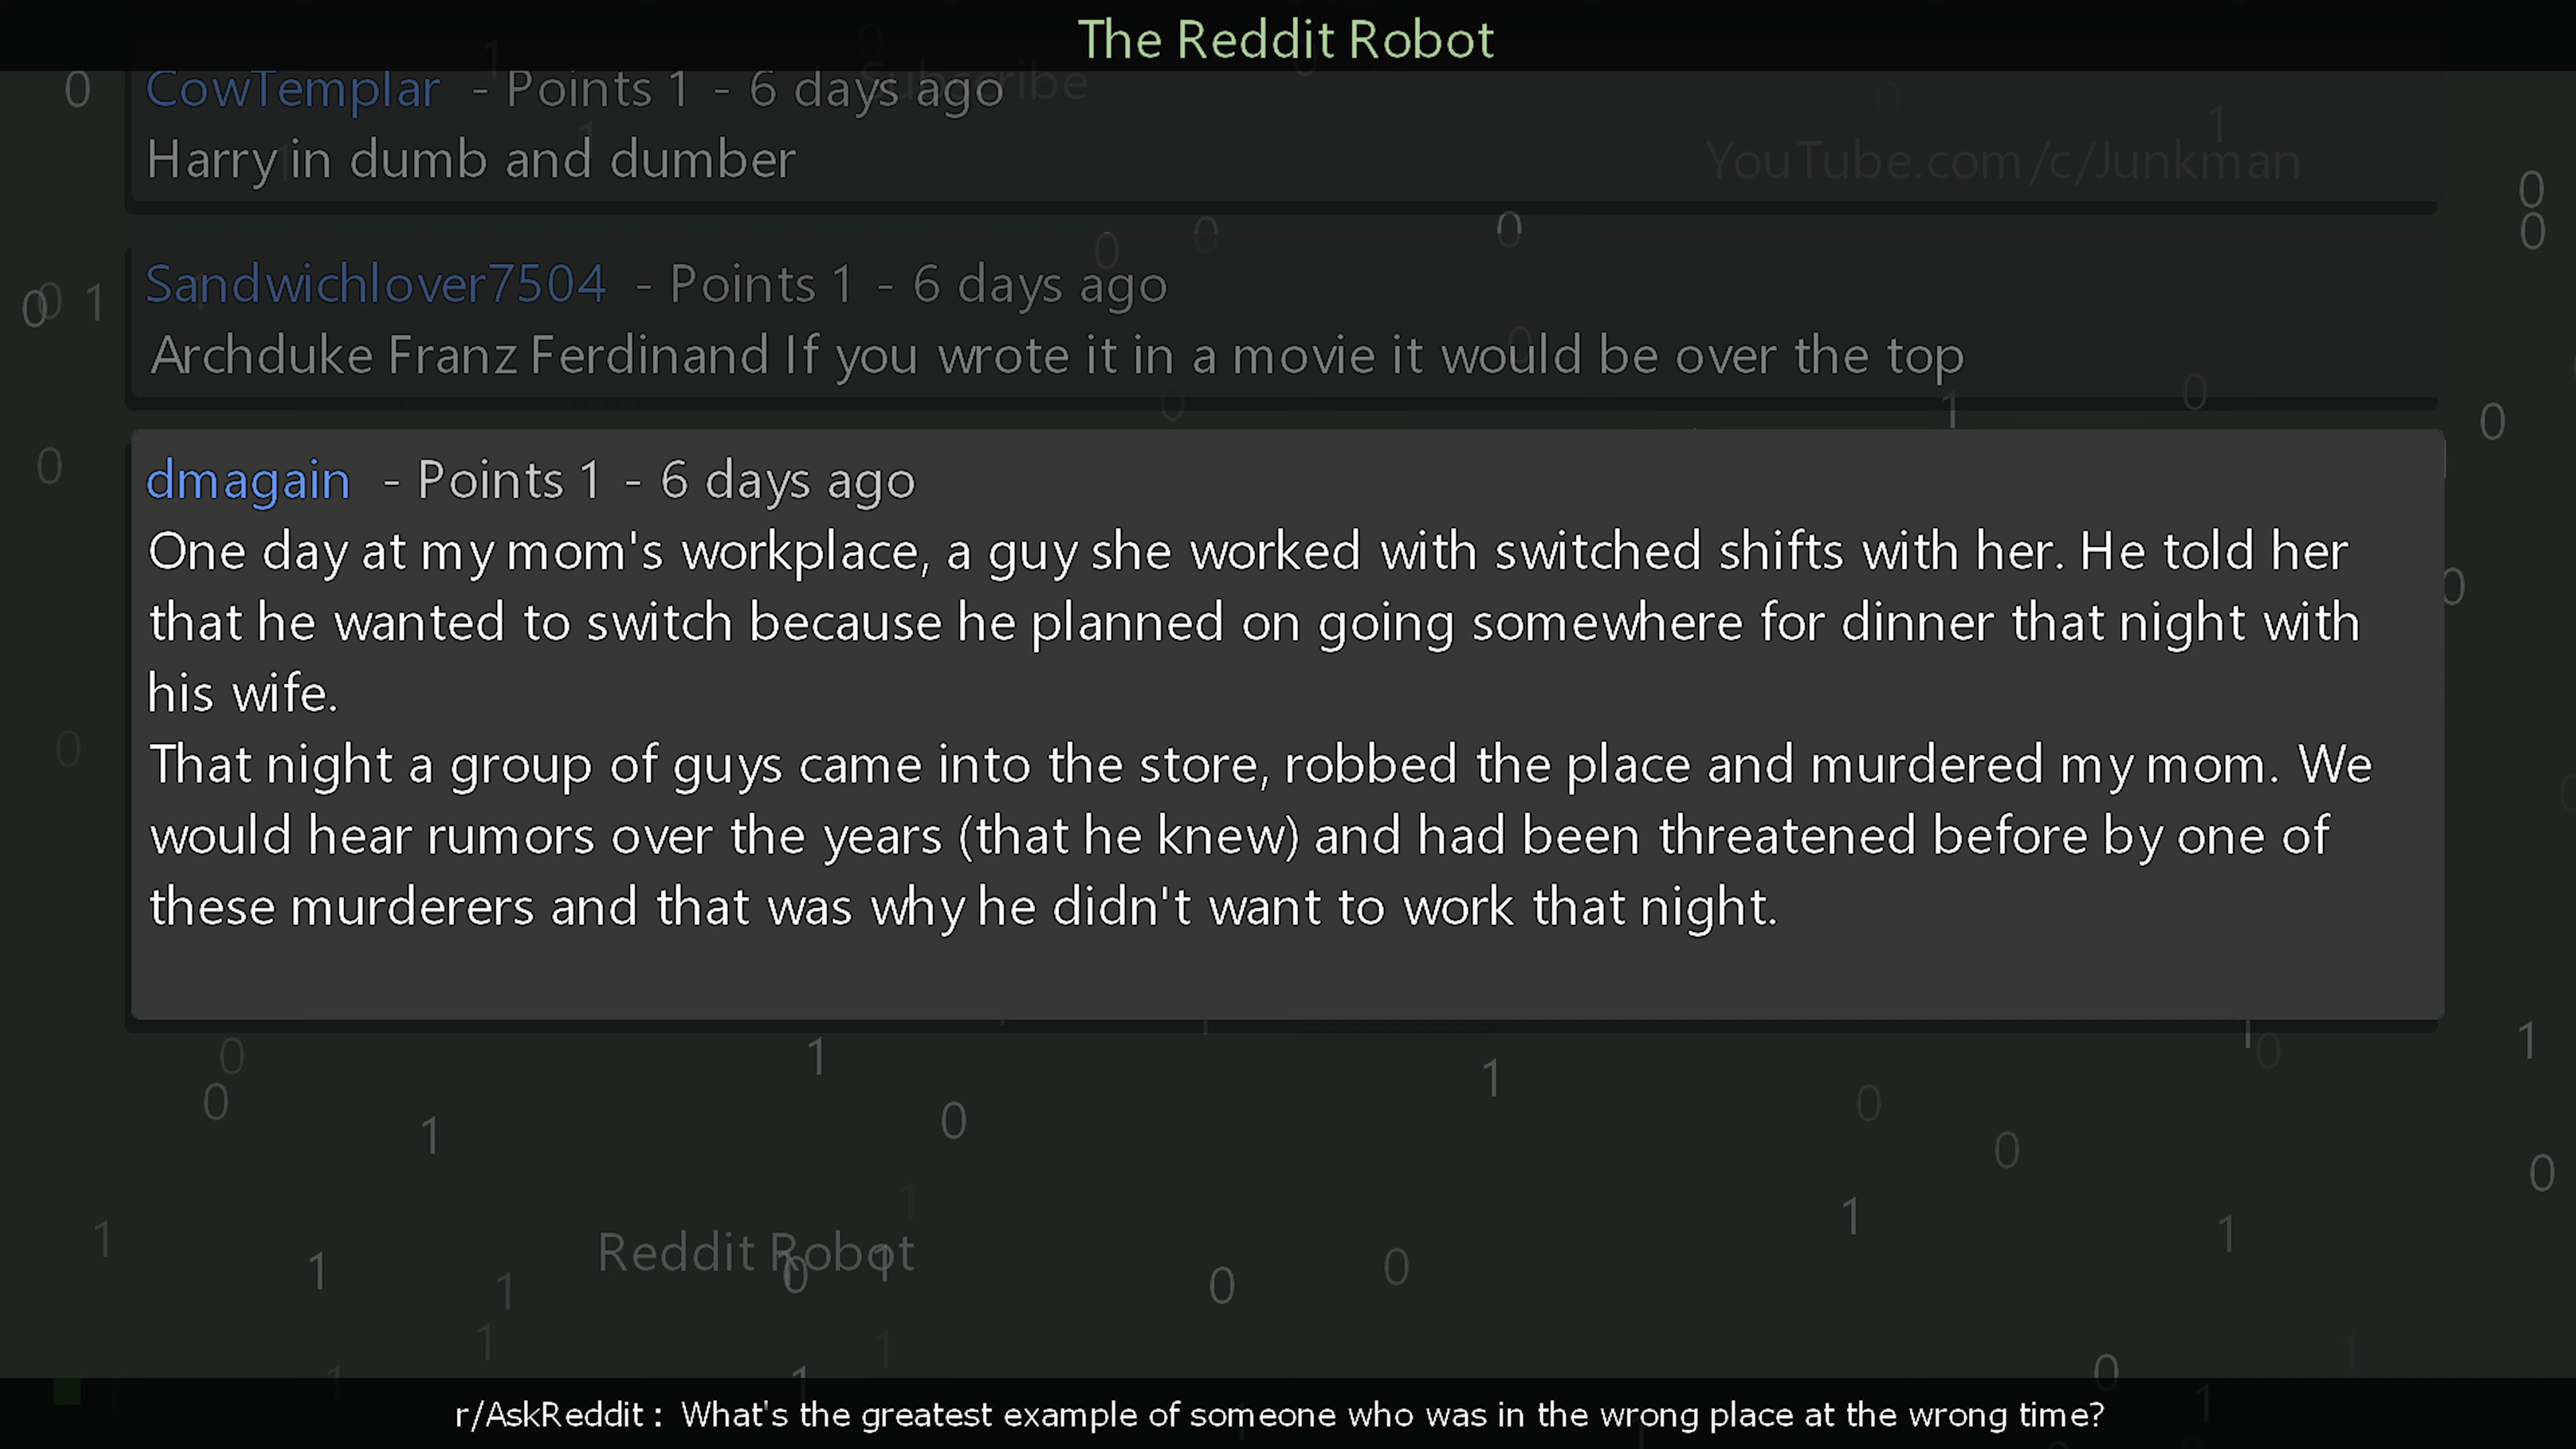 The Reddit Robot
CowTemplar - Points 1 - 6 days ago
Subscribe
Harry in dumb and dumber
YouTube.com/c/Junkman
Sandwichlover7504 - Points 1 - 6 days ago
Archduke Franz Ferdinand If you wrote it in a movie it would be over the top
dmagain - Points 1 - 6 days ago
One day at my mom's workplace, a guy she worked with switched shifts with her. He told her
that he wanted to switch because he planned on going somewhere for dinner that night with
his wife.
That night a group of guys came into the store, robbed the place and murdered my mom. We
would hear rumors over the years (that he knew) and had been threatened before by one of
these murderers and that was why he didn't want to work that night.
Reddit Robot
r/AskReddit : What's the greatest example of someone who was in the wrong place at the wrong time?